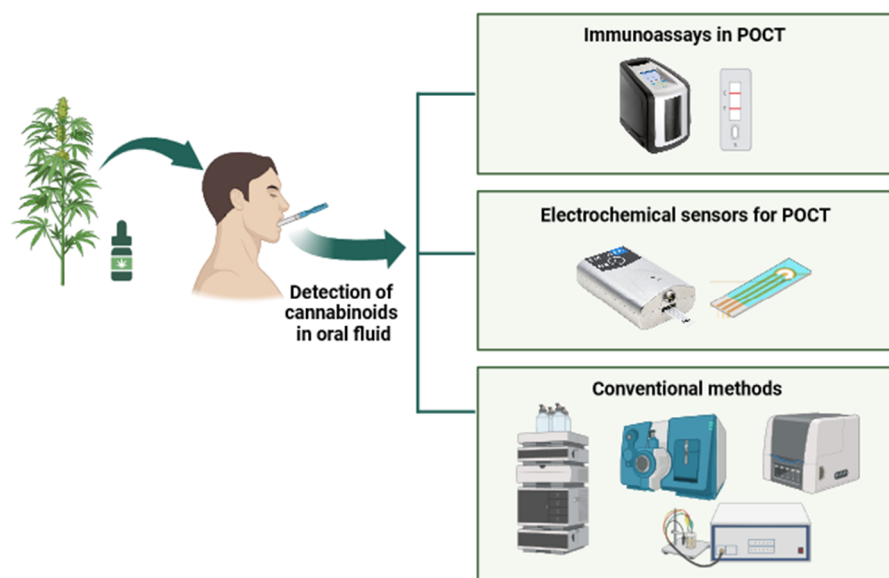 Immunoassays in POCT
C
T
S
Electrochemical sensors for POCT
Detection of
cannabinoids
in oral fluid
Conventional methods